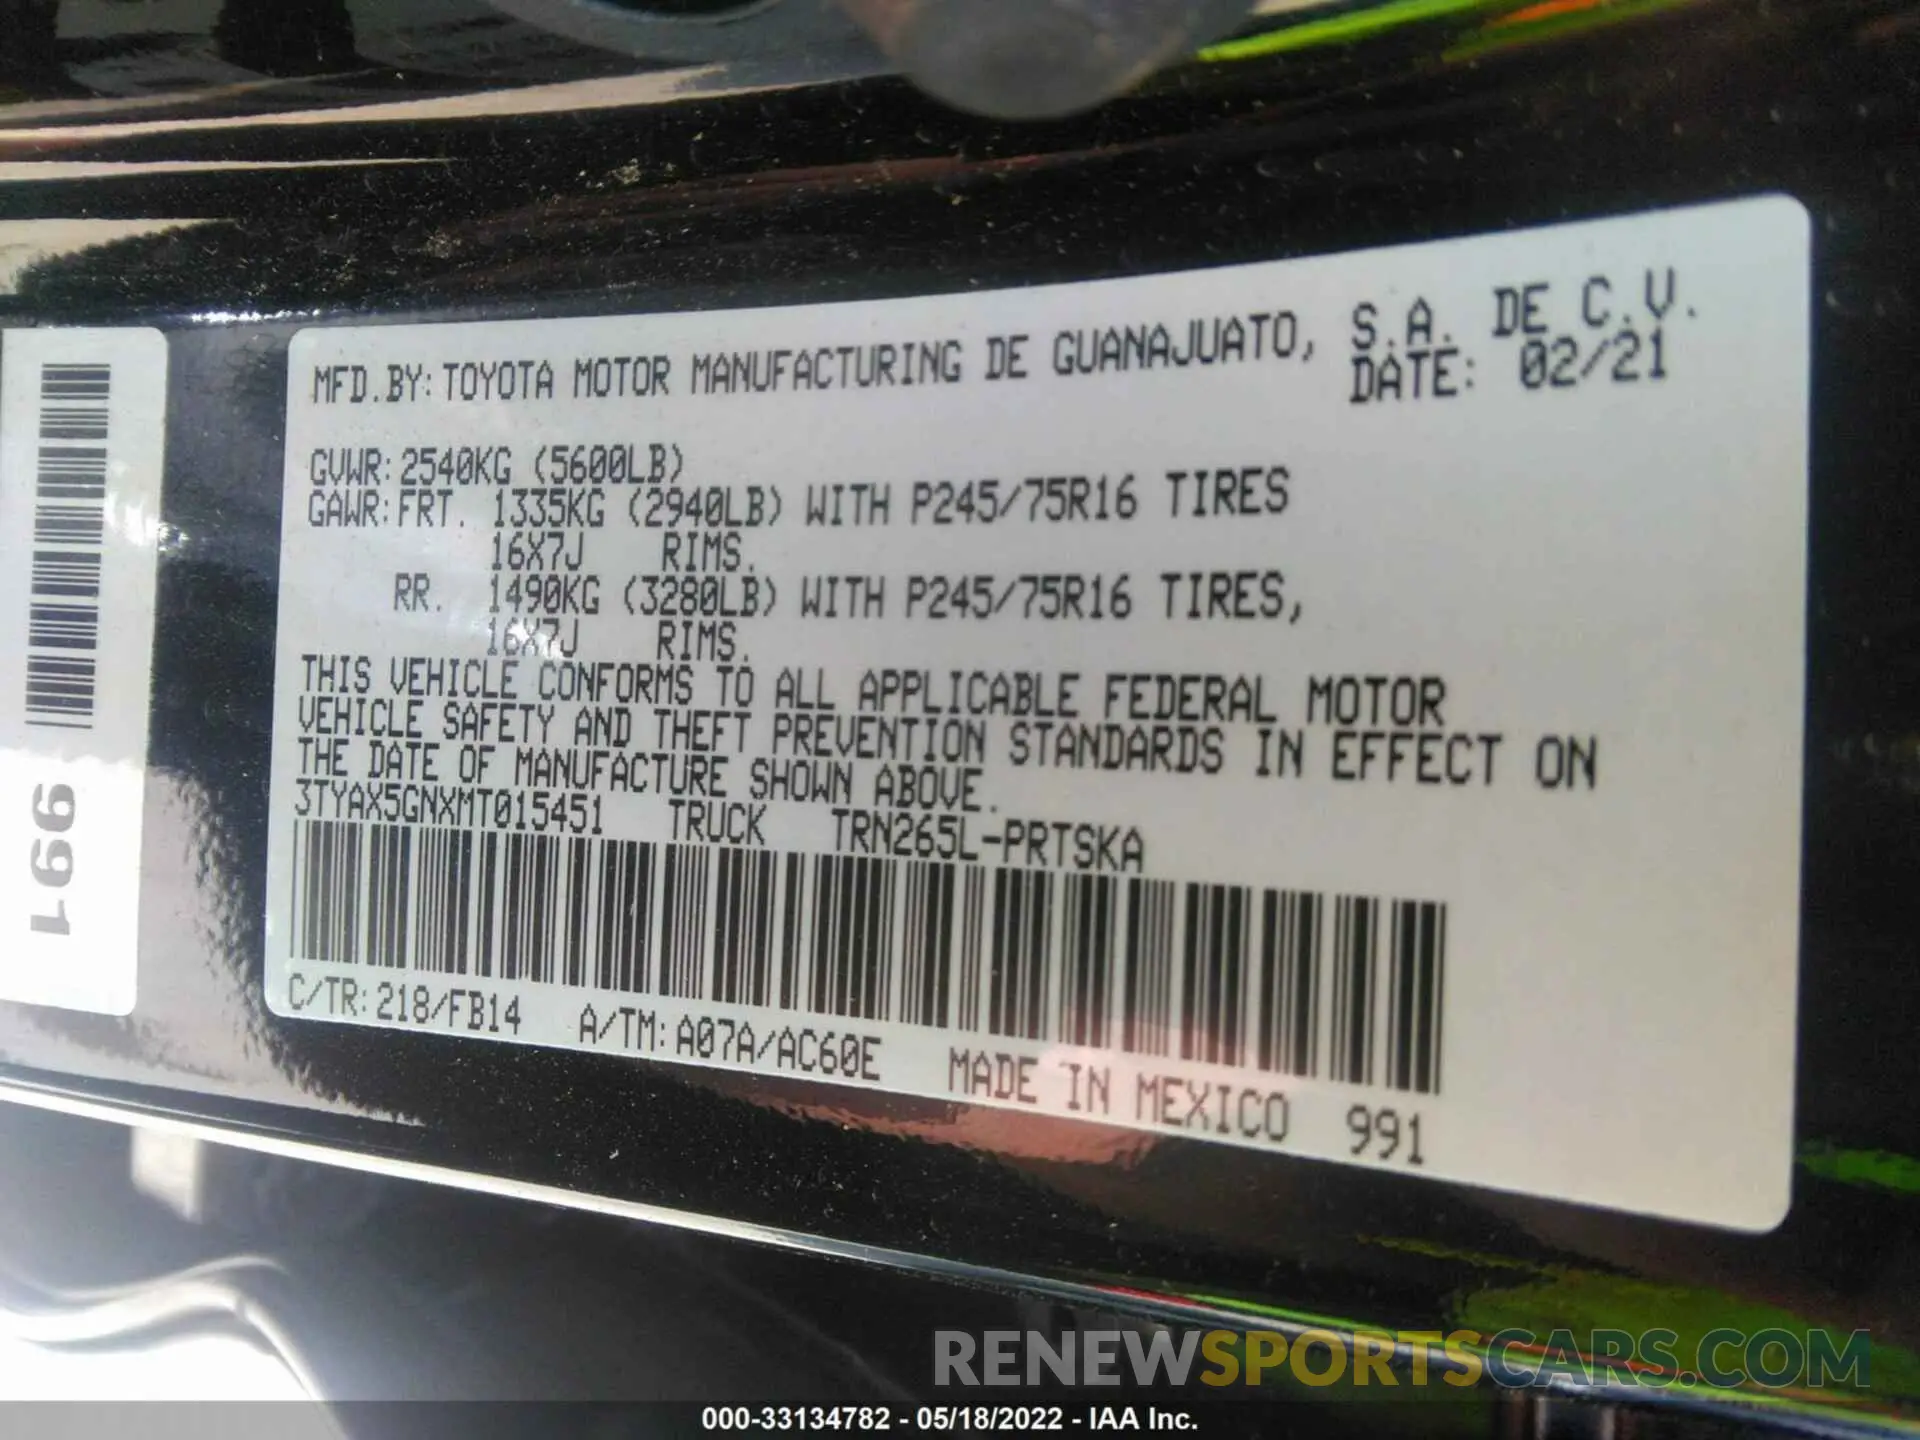 MFD.BY: TOYOTA MOTOR MANUFACTURING DE GUANAJUATO, S.A. DE C.V.
DATE: 02/21
GVWR: 2540KG (5600LB)
GAWR: FRT. 1335KG (2940LB) WITH P245/75R16 TIRES
16X7J RIMS.
RR. 1490KG (3280LB) WITH P245/75R16 TIRES,
16X7J RIMS.
THIS VEHICLE CONFORMS TO ALL APPLICABLE FEDERAL MOTOR
VEHICLE SAFETY AND THEFT PREVENTION STANDARDS IN EFFECT ON
THE DATE OF MANUFACTURE SHOWN ABOVE.
3TYAX5GNXMT015451 TRUCK TRN265L-PRTSKA
C/TR: 218/FB14 A/TM: A07A/AC60E MADE IN MEXICO 991
991
RENEWSPORTSCARS.COM
000-33134782 - 05/18/2022 - IAA Inc.